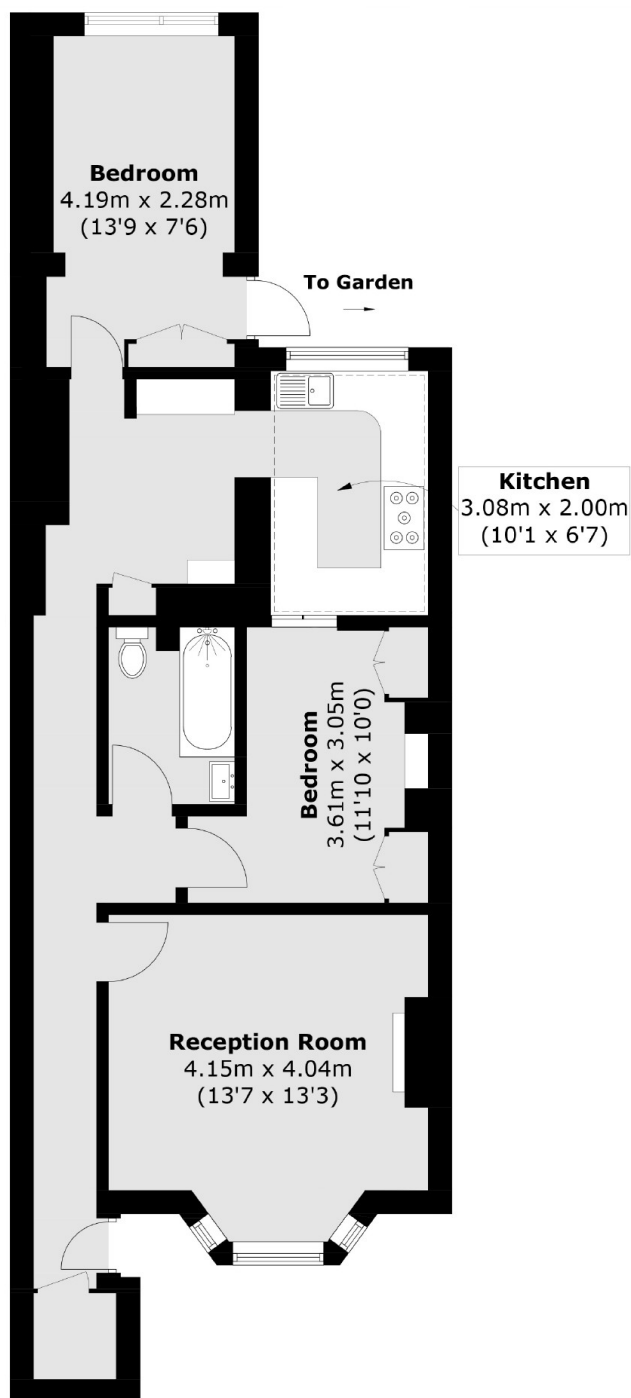 Bedroom
4.19m x 2.28m
(13'9 x 7'6)
To Garden
Kitchen
3.08m x 2.00m
(10'1 x 6'7)
Bedroom
3.61m x 3.05m
(11'10 x 10'0)
Reception Room
4.15m x 4.04m
(13'7 x 13'3)